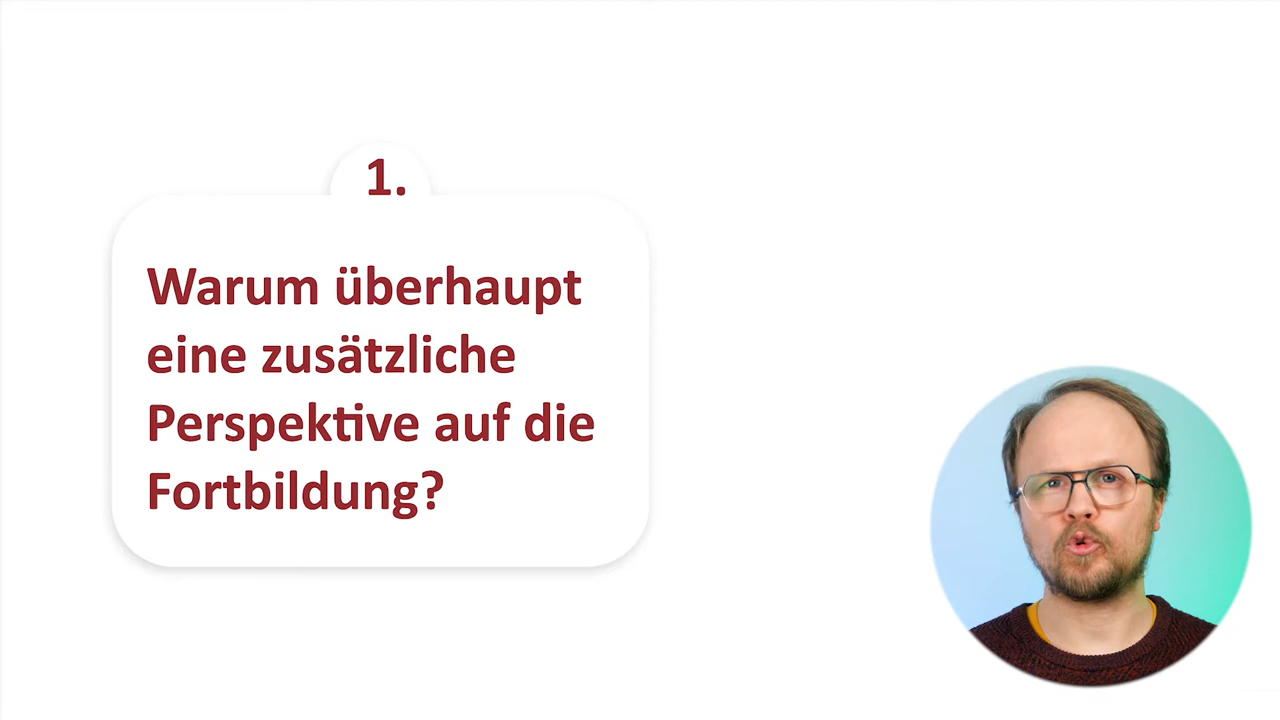 1.
Warum überhaupt
eine zusätzliche
Perspektive auf die
Fortbildung?